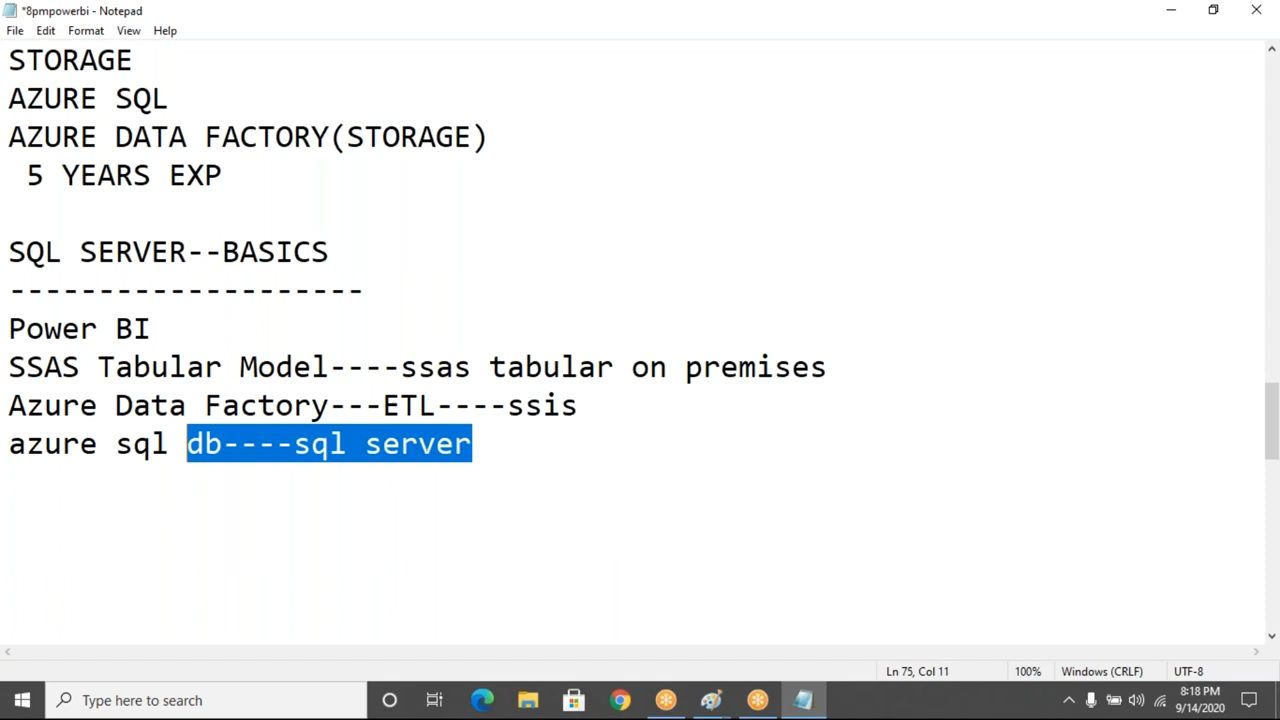 *8pmpowerbi - Notepad
File Edit Format View Help
STORAGE
AZURE SQL
AZURE DATA FACTORY(STORAGE)
5 YEARS EXP
SQL SERVER--BASICS
--------------------
Power BI
SSAS Tabular Model----ssas tabular on premises
Azure Data Factory---ETL----ssis
azure sql db----sql server
Ln 75, Col 11 100% Windows (CRLF) UTF-8
Type here to search
8:18 PM
9/14/2020